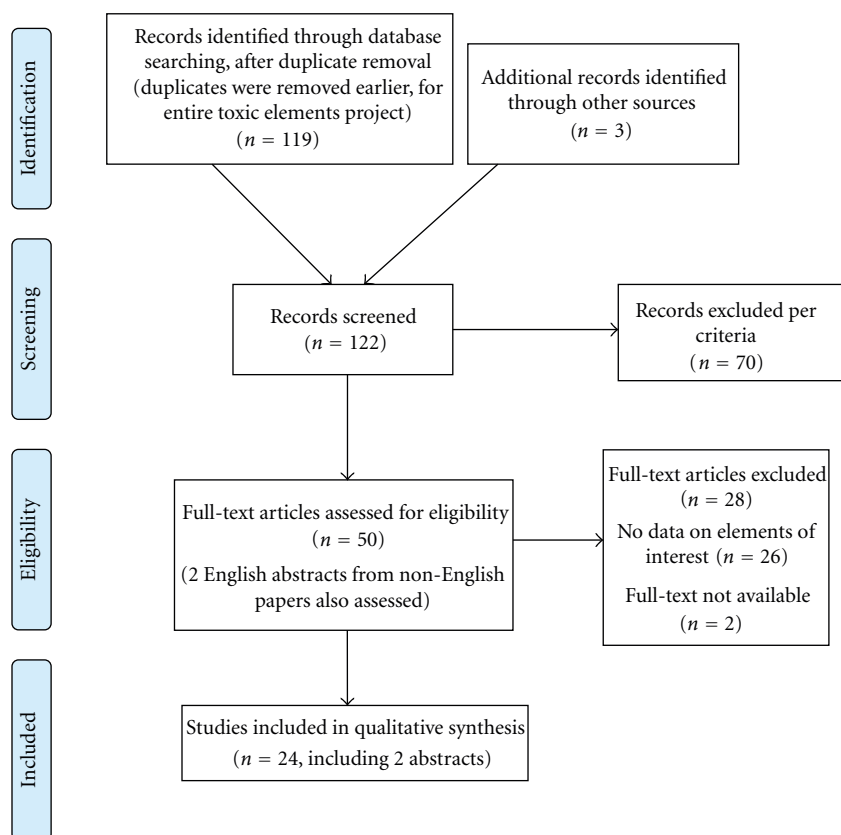 Identification
Records identified through database
searching, after duplicate removal
(duplicates were removed earlier, for
entire toxic elements project)
(n = 119)
Additional records identified
through other sources
(n = 3)
Screening
Records screened
(n = 122)
Records excluded per
criteria
(n = 70)
Eligibility
Full-text articles assessed for eligibility
(n = 50)
(2 English abstracts from non-English
papers also assessed)
Full-text articles excluded
(n = 28)
No data on elements of
interest (n = 26)
Full-text not available
(n = 2)
Included
Studies included in qualitative synthesis
(n = 24, including 2 abstracts)